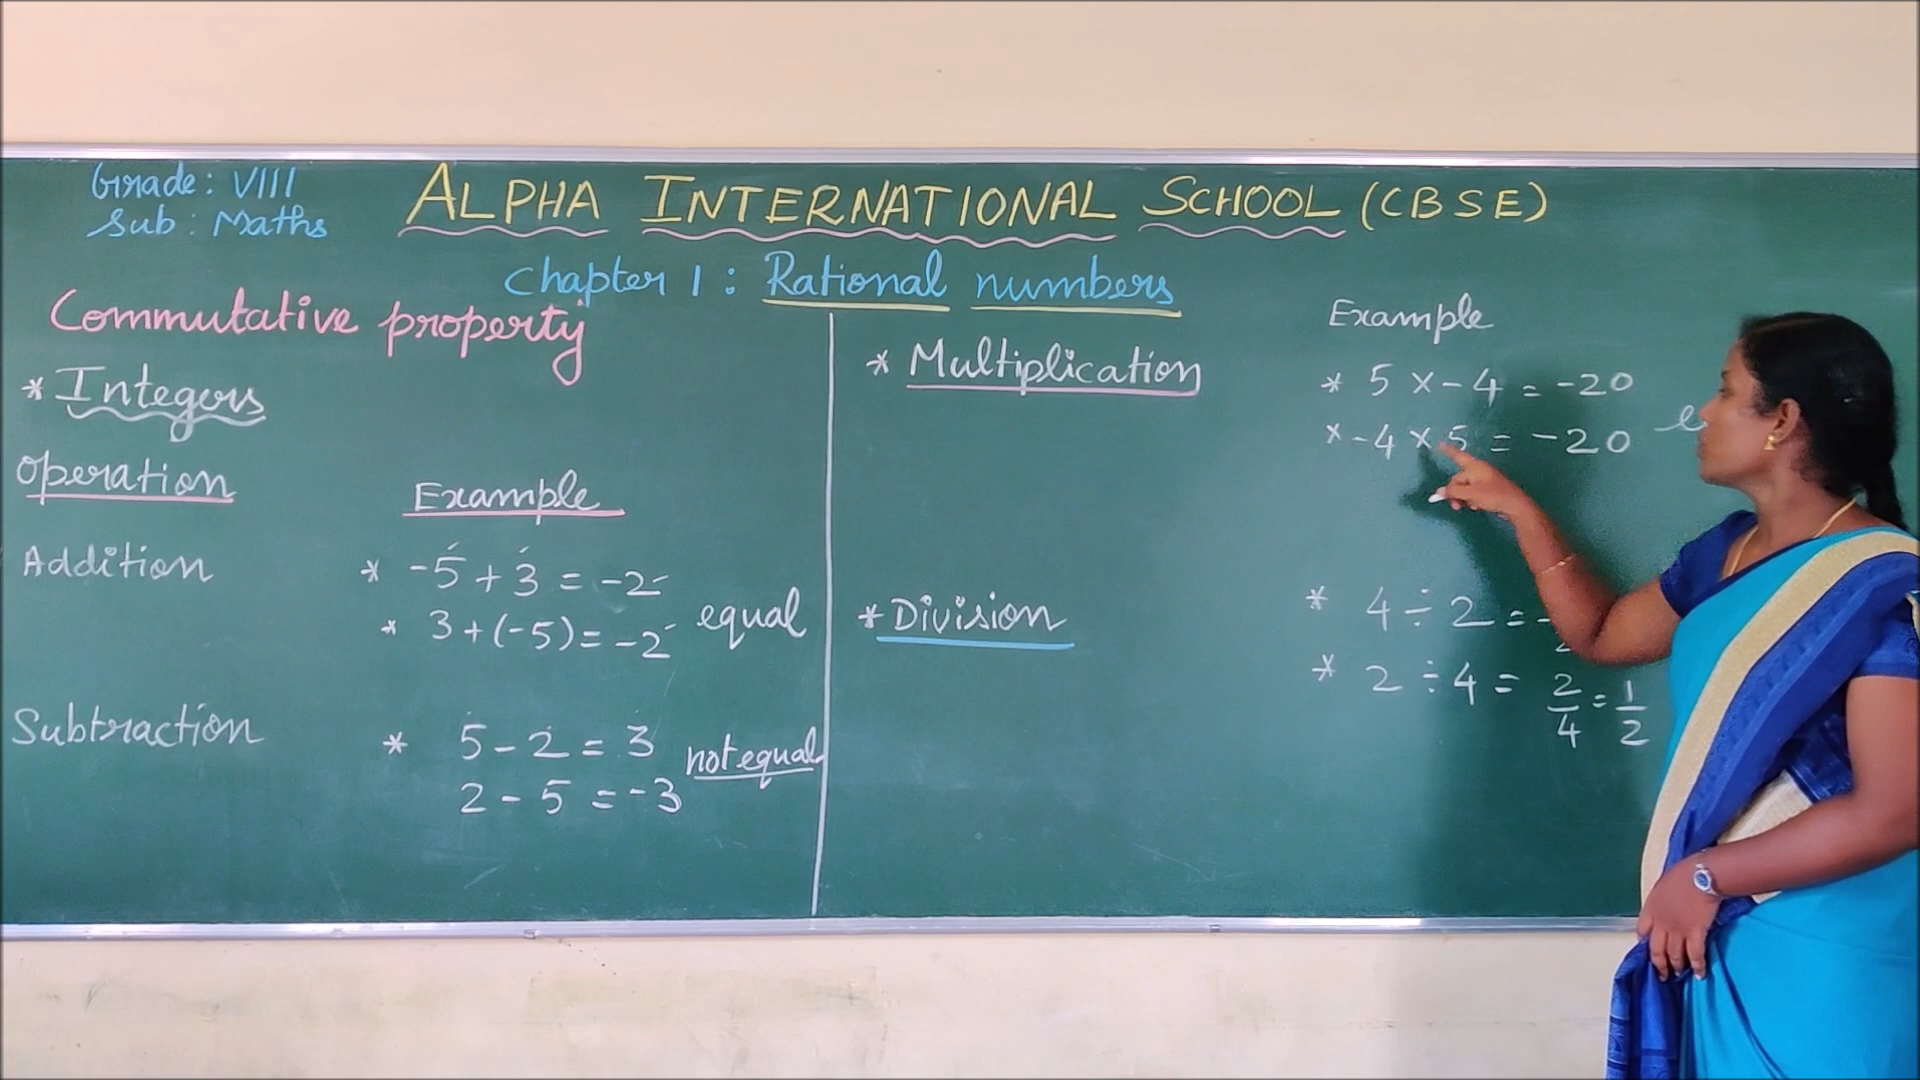 Grade: VIII
Sub: Maths
ALPHA INTERNATIONAL SCHOOL (CBSE)
Chapter 1 : Rational numbers
Commutative property
* Integers
Operation Example
Addition * -5 + 3 = -2
* 3+(-5) = -2 equal
Subtraction * 5 - 2 = 3 not equal
2 - 5 = -3
* Multiplication
Example
* 5 × - 4 = -20
* -4 × 5 = -20
* Division
* 4 ÷ 2 =
* 2 ÷ 4 = 2/4 = 1/2